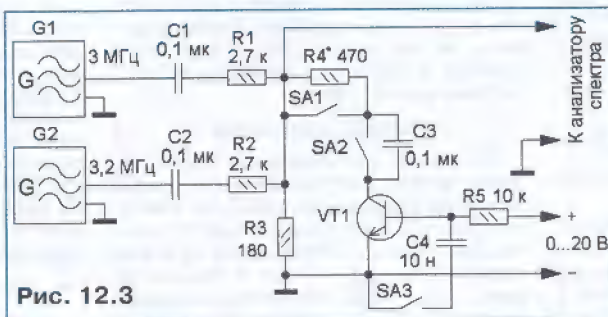 G1
G
3 МГц
C1
0,1 мк
R1
2,7 к
R4* 470
SA1
G2
G
3,2 МГц
C2
0,1 мк
R2
2,7 к
SA2
C3
0,1 мк
R3
180
VT1
C4
10 н
R5 10 к
SA3
К анализатору
спектра
+
0...20 В
−
Рис. 12.3